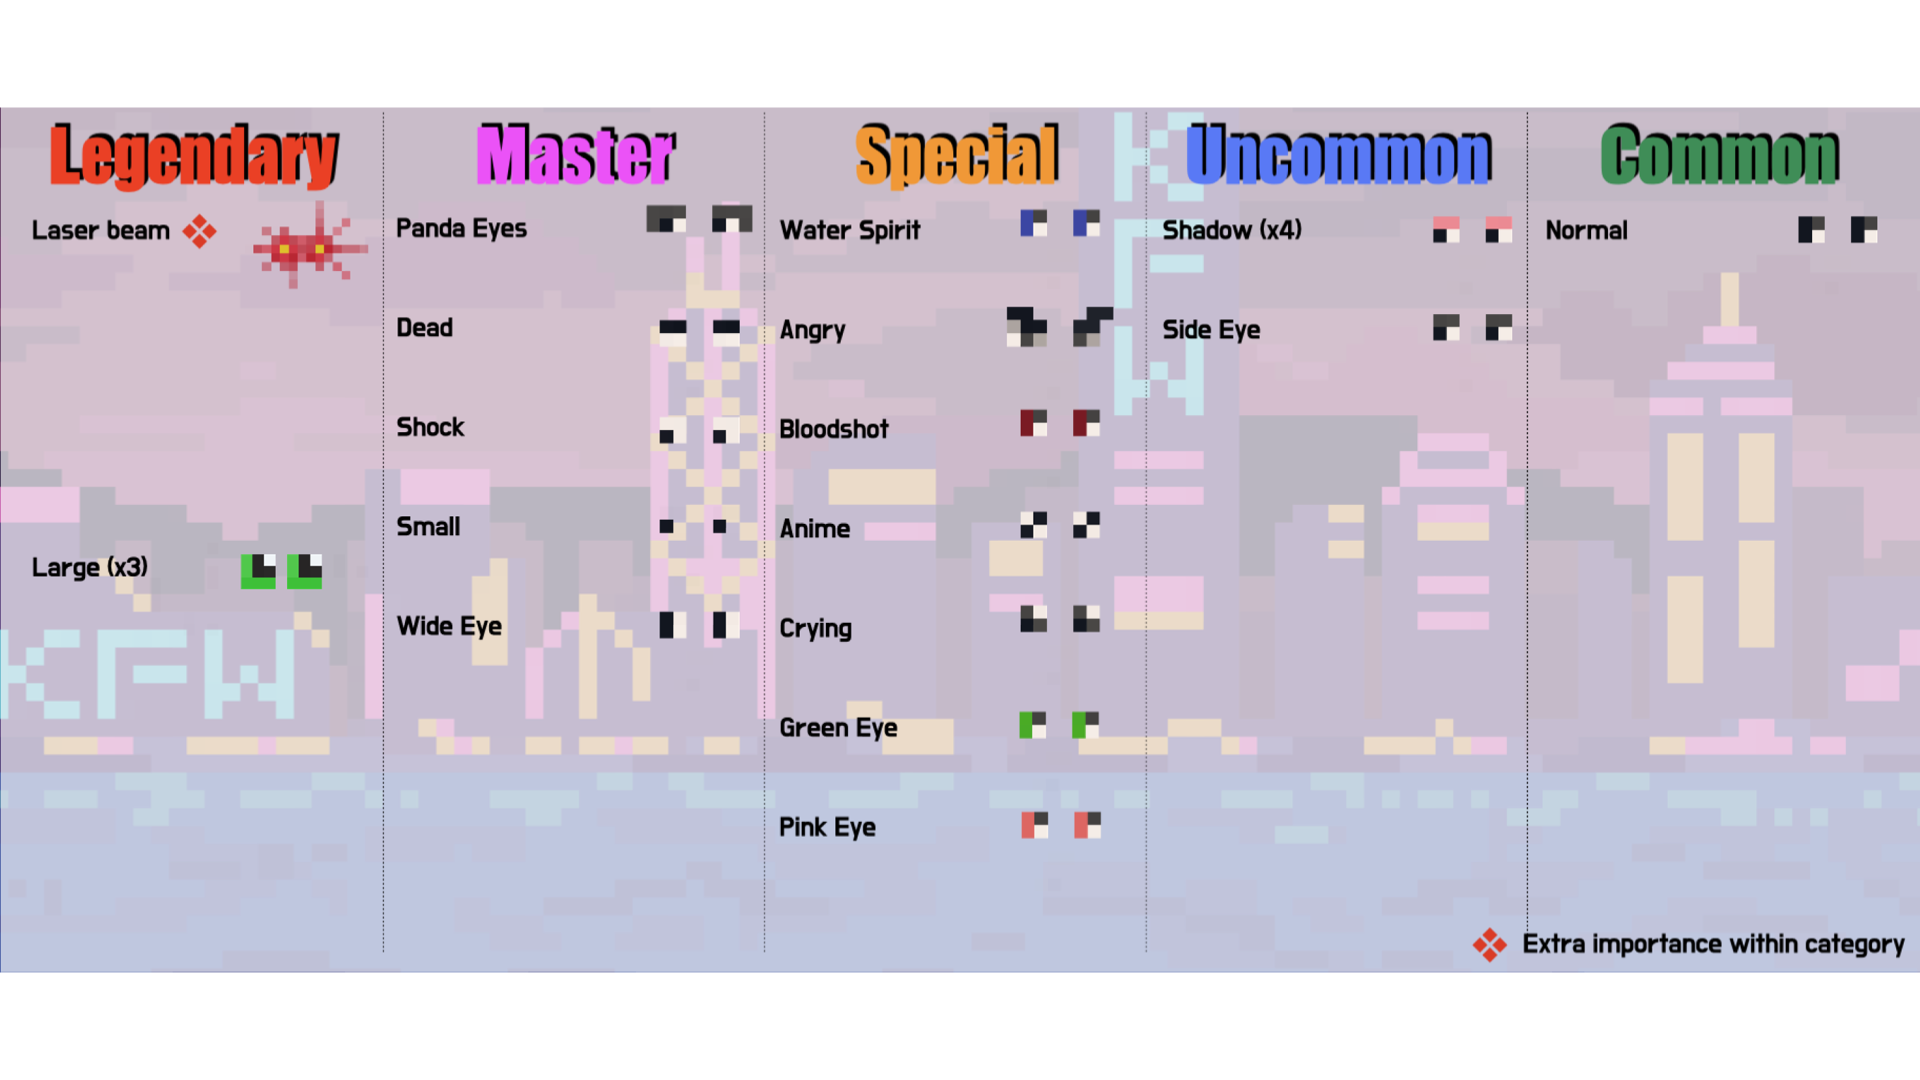 Legendary
Laser beam
Large (x3)
KFW
Master
Panda Eyes
Dead
Shock
Small
Wide Eye
Special
Water Spirit
Angry
Bloodshot
Anime
Crying
Green Eye
Pink Eye
KFW
Uncommon
Shadow (x4)
Side Eye
Common
Normal
Extra importance within category